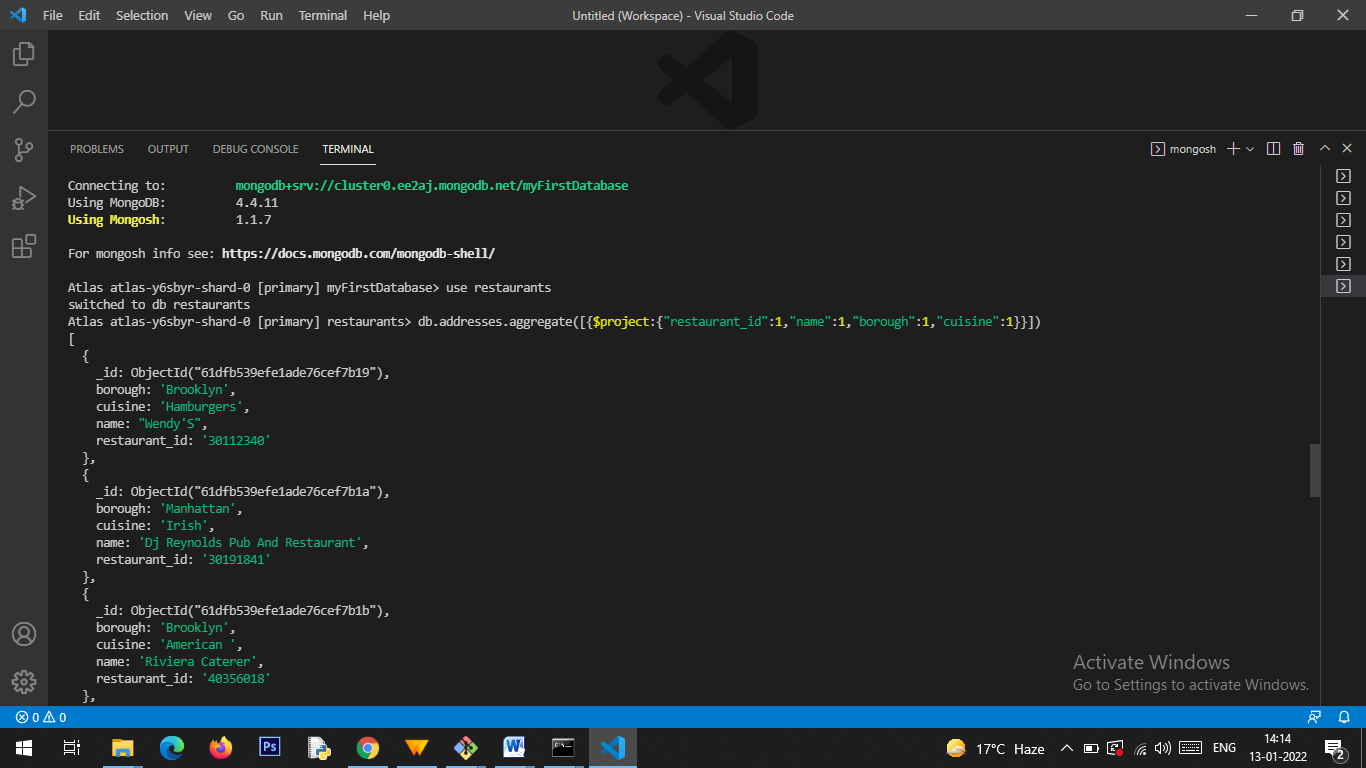 File Edit Selection View Go Run Terminal Help Untitled (Workspace) - Visual Studio Code
PROBLEMS OUTPUT DEBUG CONSOLE TERMINAL mongosh
Connecting to: mongodb+srv://cluster0.ee2aj.mongodb.net/myFirstDatabase
Using MongoDB: 4.4.11
Using Mongosh: 1.1.7
For mongosh info see: https://docs.mongodb.com/mongodb-shell/
Atlas atlas-y6sbyr-shard-0 [primary] myFirstDatabase> use restaurants
switched to db restaurants
Atlas atlas-y6sbyr-shard-0 [primary] restaurants> db.addresses.aggregate([{$project:{"restaurant_id":1,"name":1,"borough":1,"cuisine":1}}])
[
{
_id: ObjectId("61dfb539efe1ade76cef7b19"),
borough: 'Brooklyn',
cuisine: 'Hamburgers',
name: "Wendy'S",
restaurant_id: '30112340'
},
{
_id: ObjectId("61dfb539efe1ade76cef7b1a"),
borough: 'Manhattan',
cuisine: 'Irish',
name: 'Dj Reynolds Pub And Restaurant',
restaurant_id: '30191841'
},
{
_id: ObjectId("61dfb539efe1ade76cef7b1b"),
borough: 'Brooklyn',
cuisine: 'American ',
name: 'Riviera Caterer',
restaurant_id: '40356018'
},
Activate Windows
Go to Settings to activate Windows.
0 0
Ps W 17°C Haze ENG 14:14
13-01-2022 2